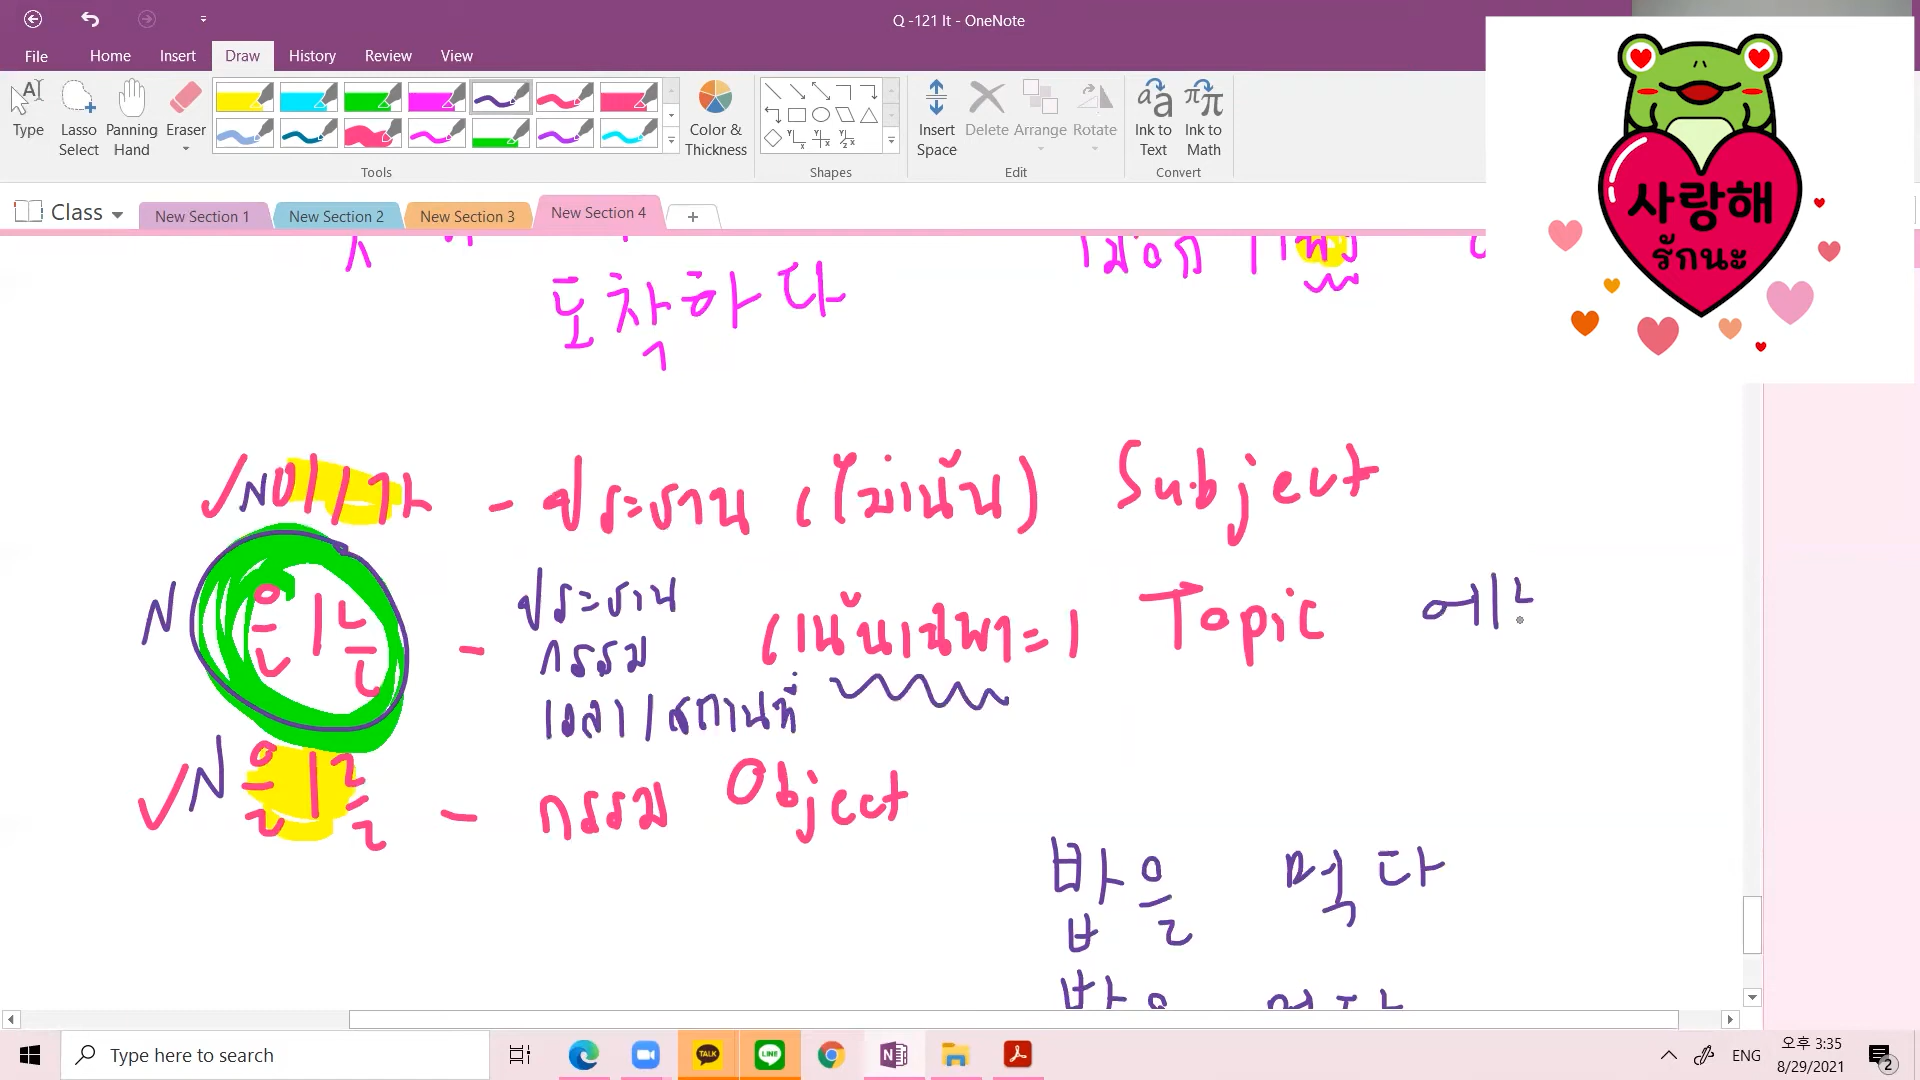 Q -121 It - OneNote
File Home Insert Draw History Review View
Type
Lasso Select
Panning Hand
Eraser
Color & Thickness
Insert Space
Delete
Arrange
Rotate
Ink to Text
Ink to Math
Tools
Shapes
Edit
Convert
Class
New Section 1
New Section 2
New Section 3
New Section 4
사랑해
รักนะ
도착하다
N이/가 - ประธาน (ไม่เน้น) Subject
N 은/는 - ประธาน
กรรม
เวลา/สถานที่
(เน้นเฉพาะ) Topic
N 을/를 - กรรม Object
밥을 먹다
Type here to search
TALK
LINE
ENG
오후 3:35
8/29/2021
2